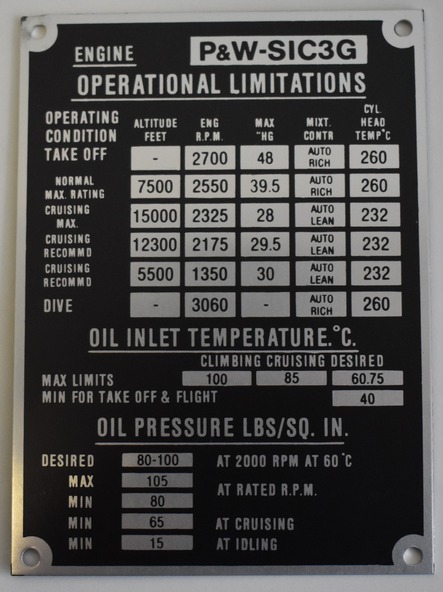 ENGINE P&W-SIC3G
OPERATIONAL LIMITATIONS
OPERATING CONDITION ALTITUDE FEET ENG R.P.M. MAX "HG MIXT. CONTR CYL. HEAD TEMP°C
TAKE OFF - 2700 48 AUTO RICH 260
NORMAL MAX. RATING 7500 2550 39.5 AUTO RICH 260
CRUISING MAX. 15000 2325 28 AUTO LEAN 232
CRUISING RECOMMD 12300 2175 29.5 AUTO LEAN 232
CRUISING RECOMMD 5500 1350 30 AUTO LEAN 232
DIVE - 3060 - AUTO RICH 260
OIL INLET TEMPERATURE.°C.
CLIMBING CRUISING DESIRED
MAX LIMITS 100 85 60.75
MIN FOR TAKE OFF & FLIGHT 40
OIL PRESSURE LBS/SQ. IN.
DESIRED 80-100 AT 2000 RPM AT 60°C
MAX 105 AT RATED R.P.M.
MIN 80
MIN 65 AT CRUISING
MIN 15 AT IDLING